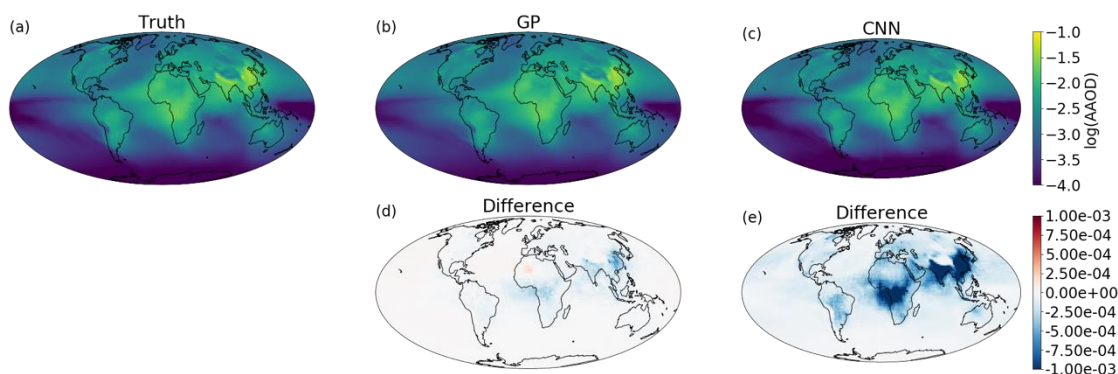 (a)
Truth
(b)
GP
(c)
CNN
−1.0
−1.5
−2.0
−2.5
−3.0
−3.5
−4.0
log(AAOD)
(d)
Difference
(e)
Difference
1.00e-03
7.50e-04
5.00e-04
2.50e-04
0.00e+00
−2.50e-04
−5.00e-04
−7.50e-04
−1.00e-03